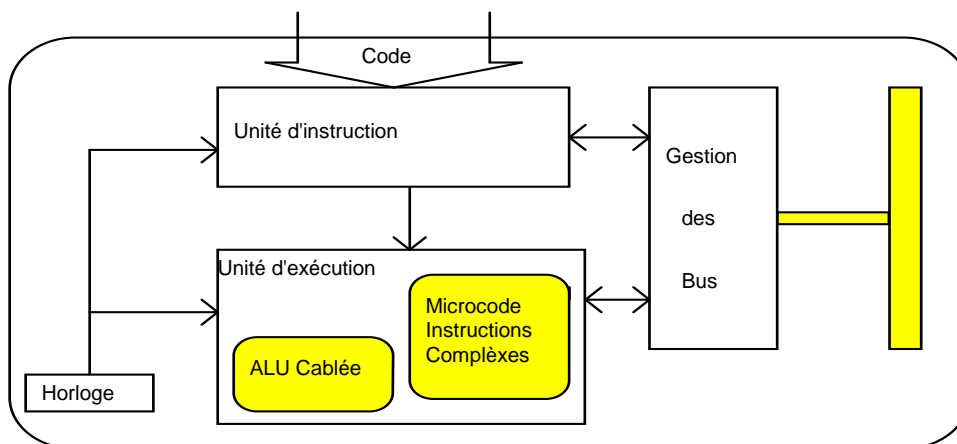 Code
Unité d'instruction
Gestion
des
Bus
Unité d'exécution
Microcode
Instructions
Complèxes
ALU Cablée
Horloge